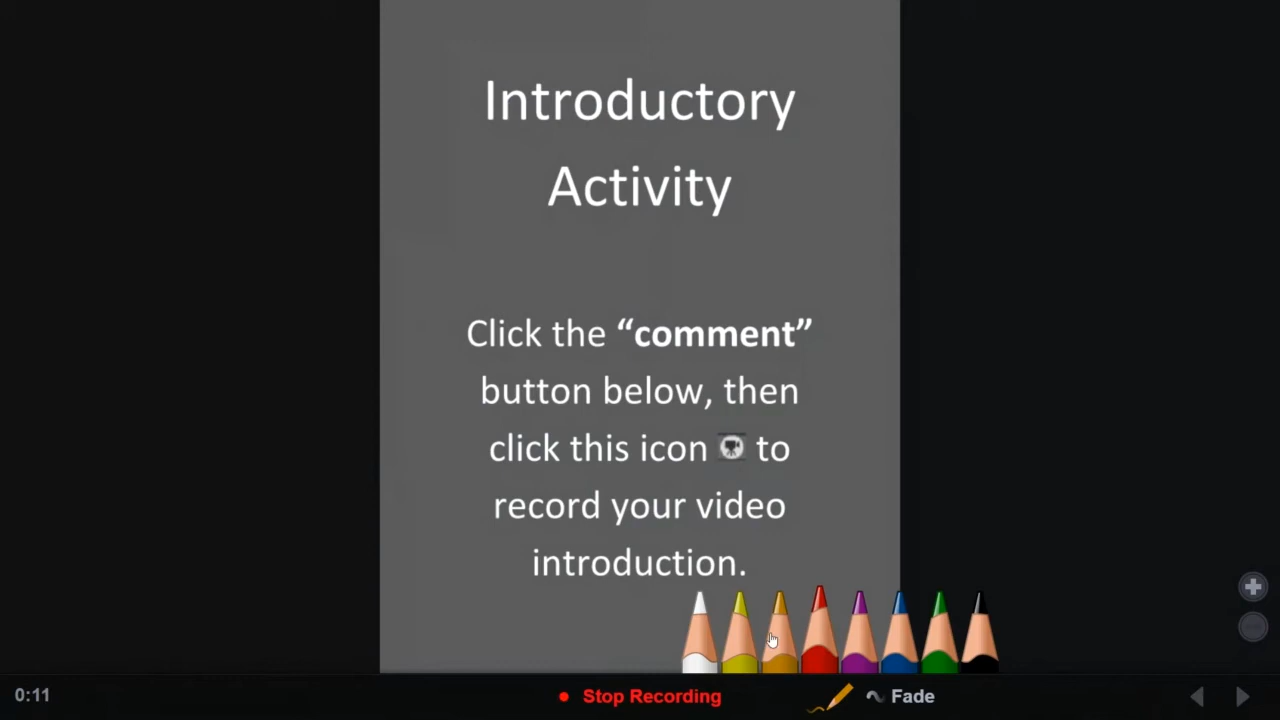 Introductory
Activity
Click the “comment”
button below, then
click this icon to
record your video
introduction.
0:11
Stop Recording
Fade